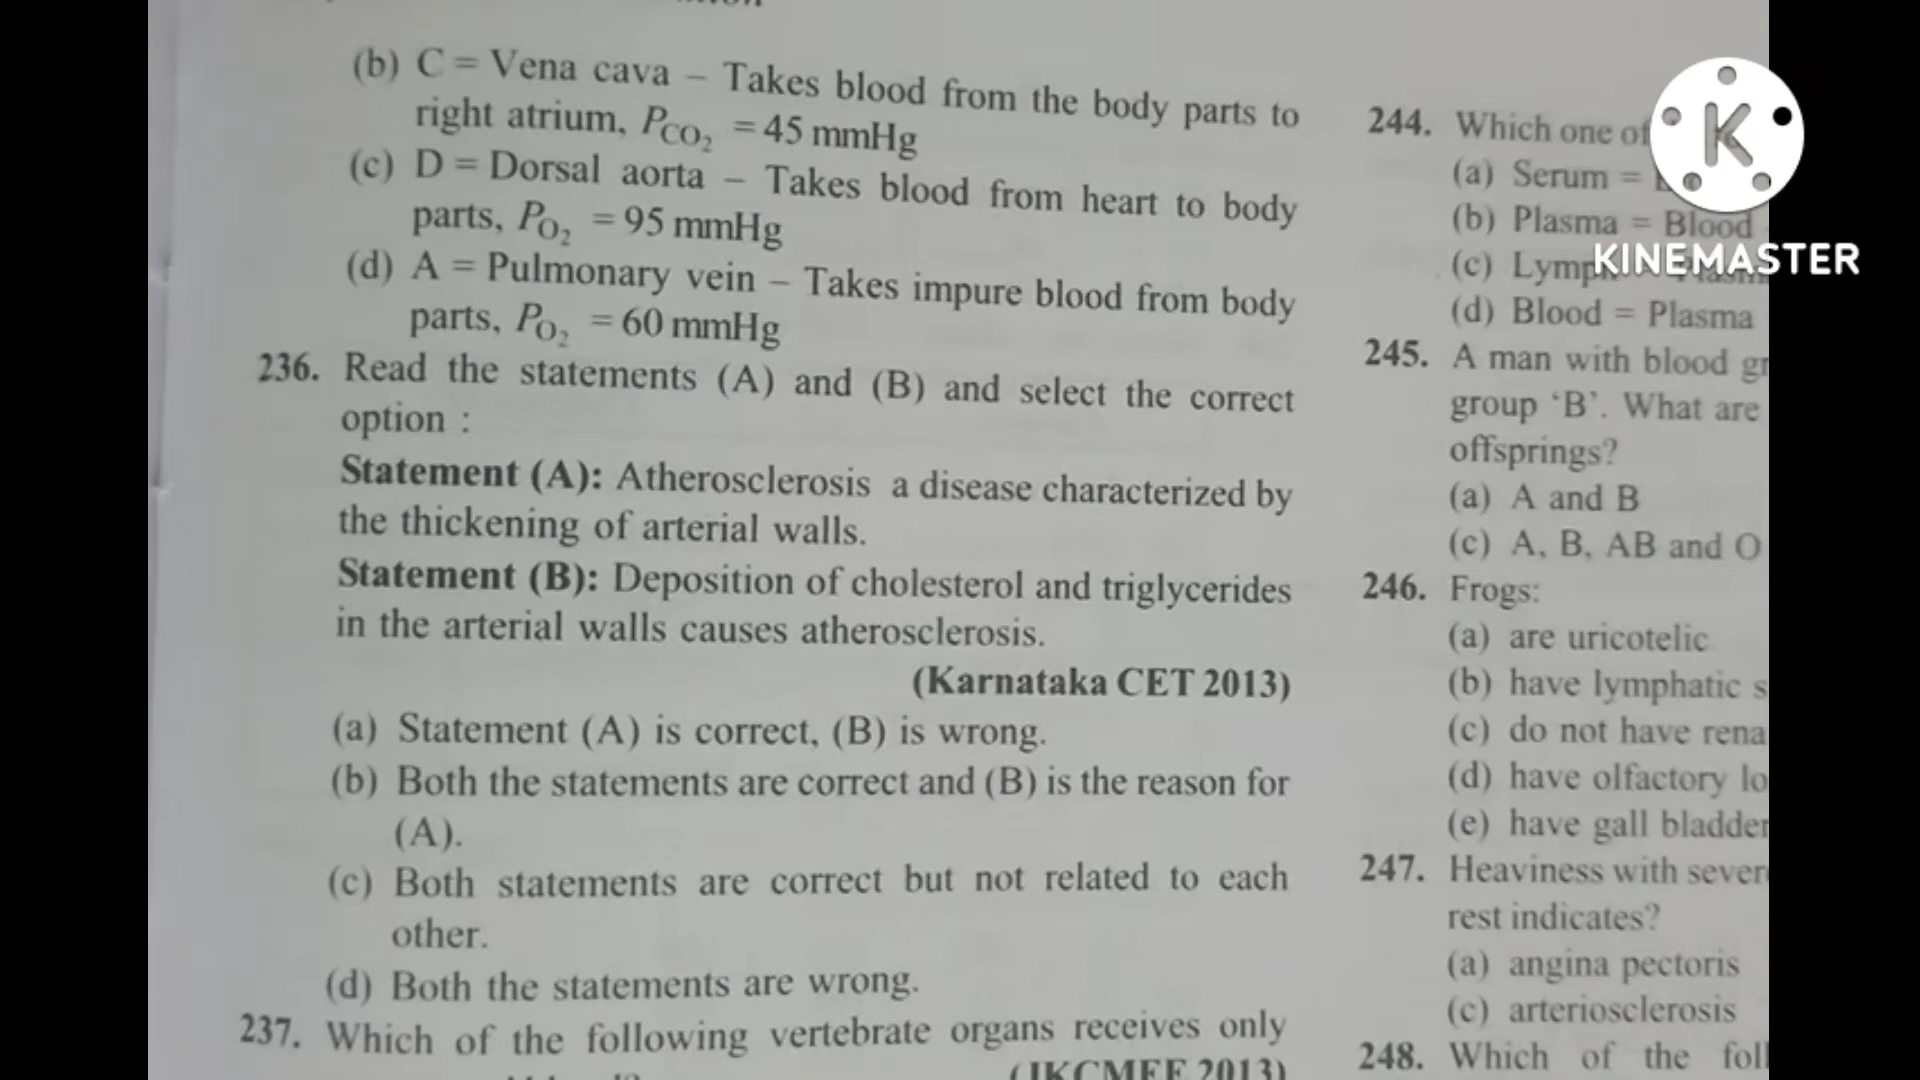 (b) C = Vena cava – Takes blood from the body parts to
right atrium, PCO2 = 45 mmHg
(c) D = Dorsal aorta – Takes blood from heart to body
parts, PO2 = 95 mmHg
(d) A = Pulmonary vein – Takes impure blood from body
parts, PO2 = 60 mmHg
236. Read the statements (A) and (B) and select the correct
option :
Statement (A): Atherosclerosis a disease characterized by
the thickening of arterial walls.
Statement (B): Deposition of cholesterol and triglycerides
in the arterial walls causes atherosclerosis.
(Karnataka CET 2013)
(a) Statement (A) is correct, (B) is wrong.
(b) Both the statements are correct and (B) is the reason for
(A).
(c) Both statements are correct but not related to each
other.
(d) Both the statements are wrong.
237. Which of the following vertebrate organs receives only
244. Which one of
(a) Serum =
(b) Plasma = Blood
(c)
(d) Blood = Plasma
245. A man with blood
group ‘B’. What are
offsprings?
(a) A and B
(c) A, B, AB and O
246. Frogs:
(a) are uricotelic
(b) have lymphatic
(c) do not have
(d) have olfactory
(e) have gall bladder
247. Heaviness with
rest indicates?
(a) angina pectoris
(c) arteriosclerosis
248. Which of the
K
KINEMASTER